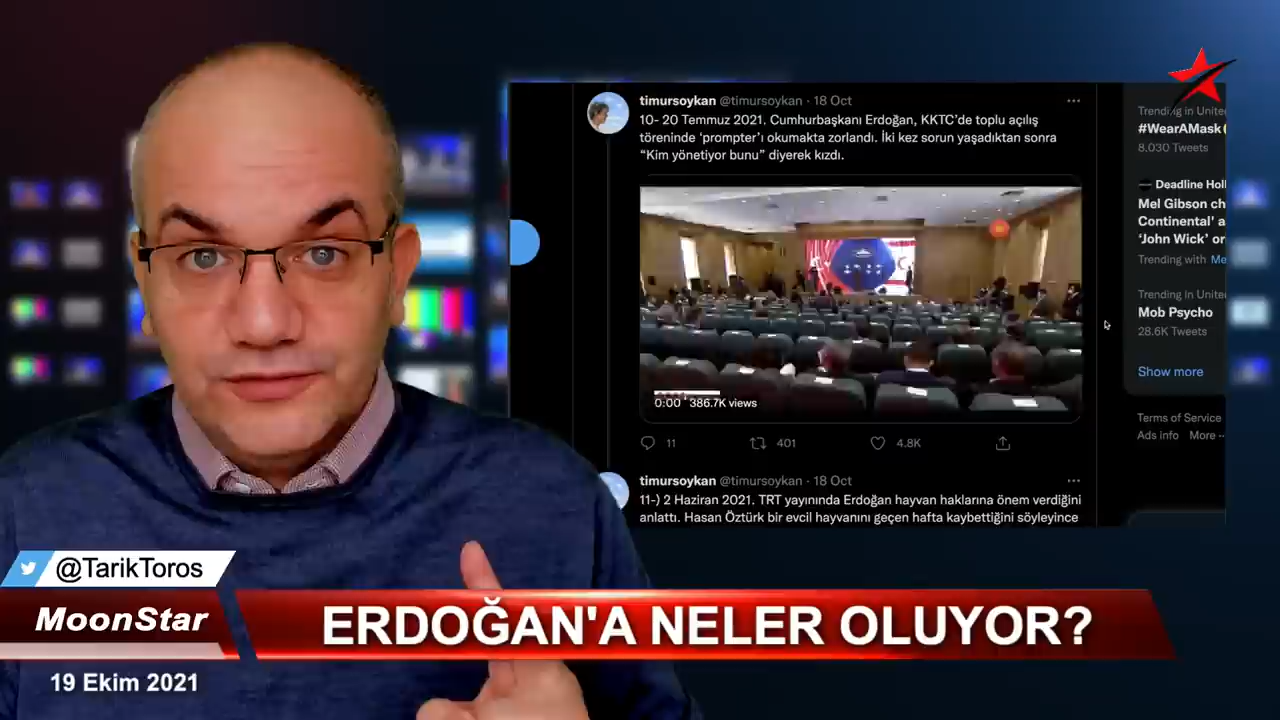 timursoykan @timursoykan · 18 Oct
10- 20 Temmuz 2021. Cumhurbaşkanı Erdoğan, KKTC'de toplu açılış
töreninde 'prompter'ı okumakta zorlandı. İki kez sorun yaşadıktan sonra
"Kim yönetiyor bunu" diyerek kızdı.
0:00 386.7K views
11 401 4.8K
timursoykan @timursoykan · 18 Oct
11-) 2 Haziran 2021. TRT yayınında Erdoğan hayvan haklarına önem verdiğini
anlattı. Hasan Öztürk bir evcil hayvanını geçen hafta kaybettiğini söyleyince
Trending in Unite
#WearAMask
8.030 Tweets
Deadline Holl
Mel Gibson ch
Continental' a
'John Wick' or
Trending with Me
Trending in Unite
Mob Psycho
28.6K Tweets
Show more
Terms of Service
Ads info More ··
@TarikToros
MoonStar
ERDOĞAN'A NELER OLUYOR?
19 Ekim 2021